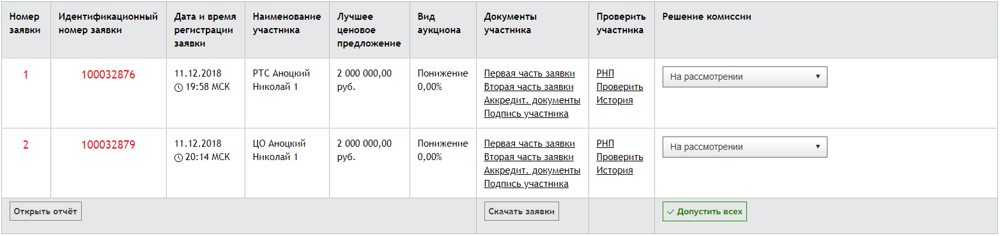 Номер заявки
Идентификационный номер заявки
Дата и время регистрации заявки
Наименование участника
Лучшее ценовое предложение
Вид аукциона
Документы участника
Проверить участника
Решение комиссии
1
100032876
11.12.2018
19:58 МСК
РТС Аноцкий
Николай 1
2 000 000,00
руб.
Понижение
0,00%
Первая часть заявки
Вторая часть заявки
Аккредит. документы
Подпись участника
РНП
Проверить
История
На рассмотрении
2
100032879
11.12.2018
20:14 МСК
ЦО Аноцкий
Николай 1
2 000 000,00
руб.
Понижение
0,00%
Первая часть заявки
Вторая часть заявки
Аккредит. документы
Подпись участника
РНП
Проверить
История
На рассмотрении
Открыть отчёт
Скачать заявки
Допустить всех